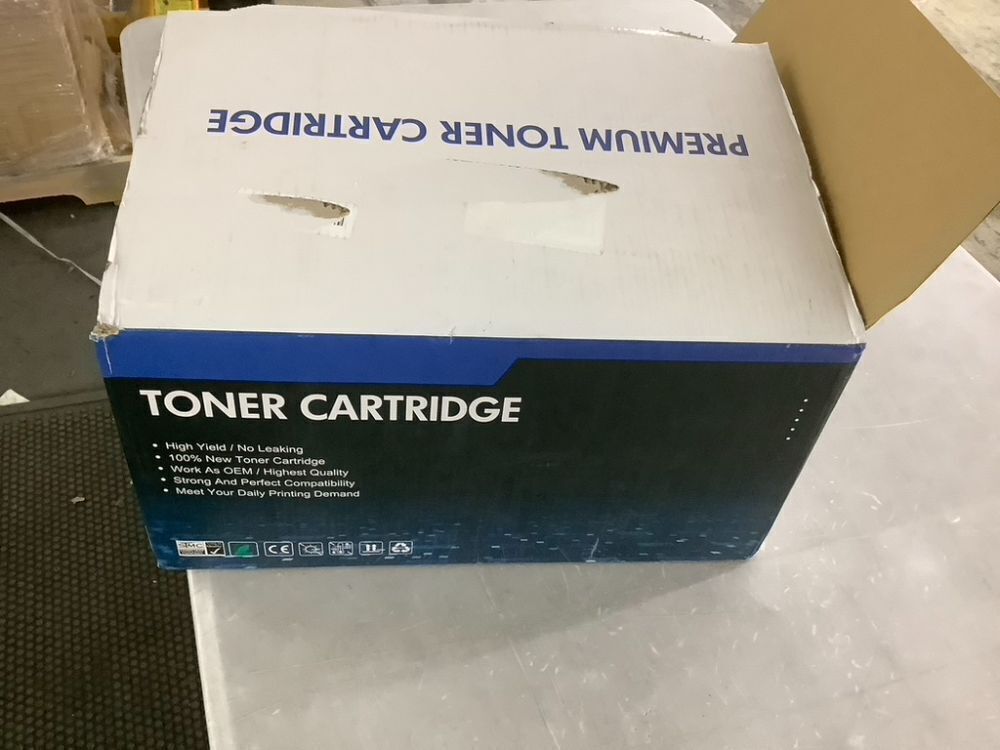 PREMIUM TONER CARTRIDGE
TONER CARTRIDGE
• High Yield / No Leaking
• 100% New Toner Cartridge
• Work As OEM / Highest Quality
• Strong And Perfect Compatibility
• Meet Your Daily Printing Demand
CE